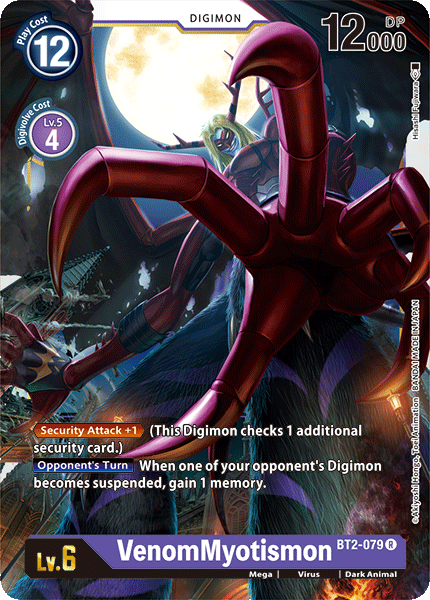 Play Cost
12
DIGIMON
12000 DP
Digivolve Cost
Lv.5
4
Hisashi Fujiwara
©Akiyoshi Hongo, Toei Animation BANDAI MADE IN JAPAN
Security Attack +1 (This Digimon checks 1 additional
security card.)
Opponent's Turn When one of your opponent's Digimon
becomes suspended, gain 1 memory.
Lv.6 VenomMyotismon BT2-079 R
Mega | Virus | Dark Animal